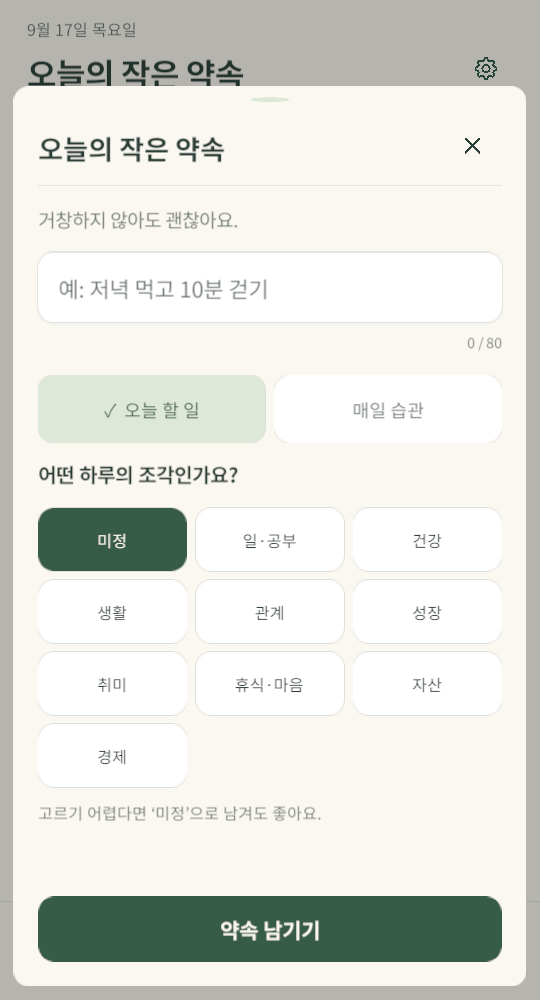 9월 17일 목요일
오늘의 작은 약속
오늘의 작은 약속
거창하지 않아도 괜찮아요.
예: 저녁 먹고 10분 걷기
0 / 80
✓ 오늘 할 일
매일 습관
어떤 하루의 조각인가요?
미정
일·공부
건강
생활
관계
성장
취미
휴식·마음
자산
경제
고르기 어렵다면 ‘미정’으로 남겨도 좋아요.
약속 남기기